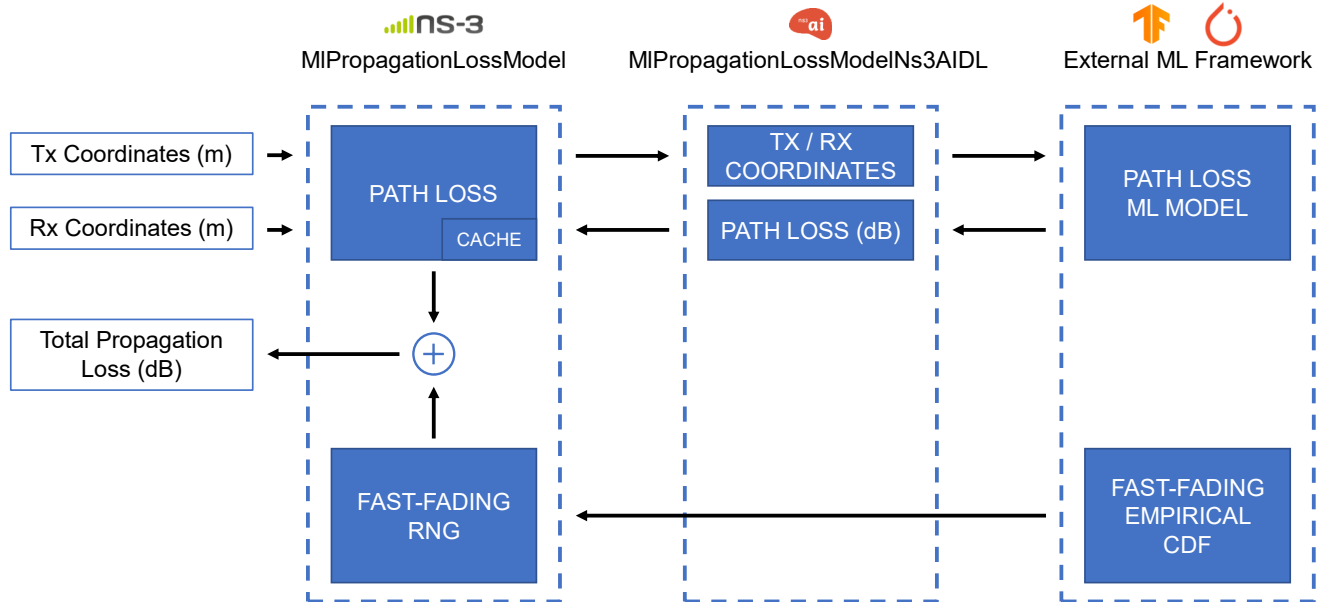 ns-3
ai
MlPropagationLossModel
MlPropagationLossModelNs3AIDL
External ML Framework
Tx Coordinates (m)
Rx Coordinates (m)
PATH LOSS
CACHE
TX / RX
COORDINATES
PATH LOSS (dB)
PATH LOSS
ML MODEL
Total Propagation
Loss (dB)
+
FAST-FADING
RNG
FAST-FADING
EMPIRICAL
CDF